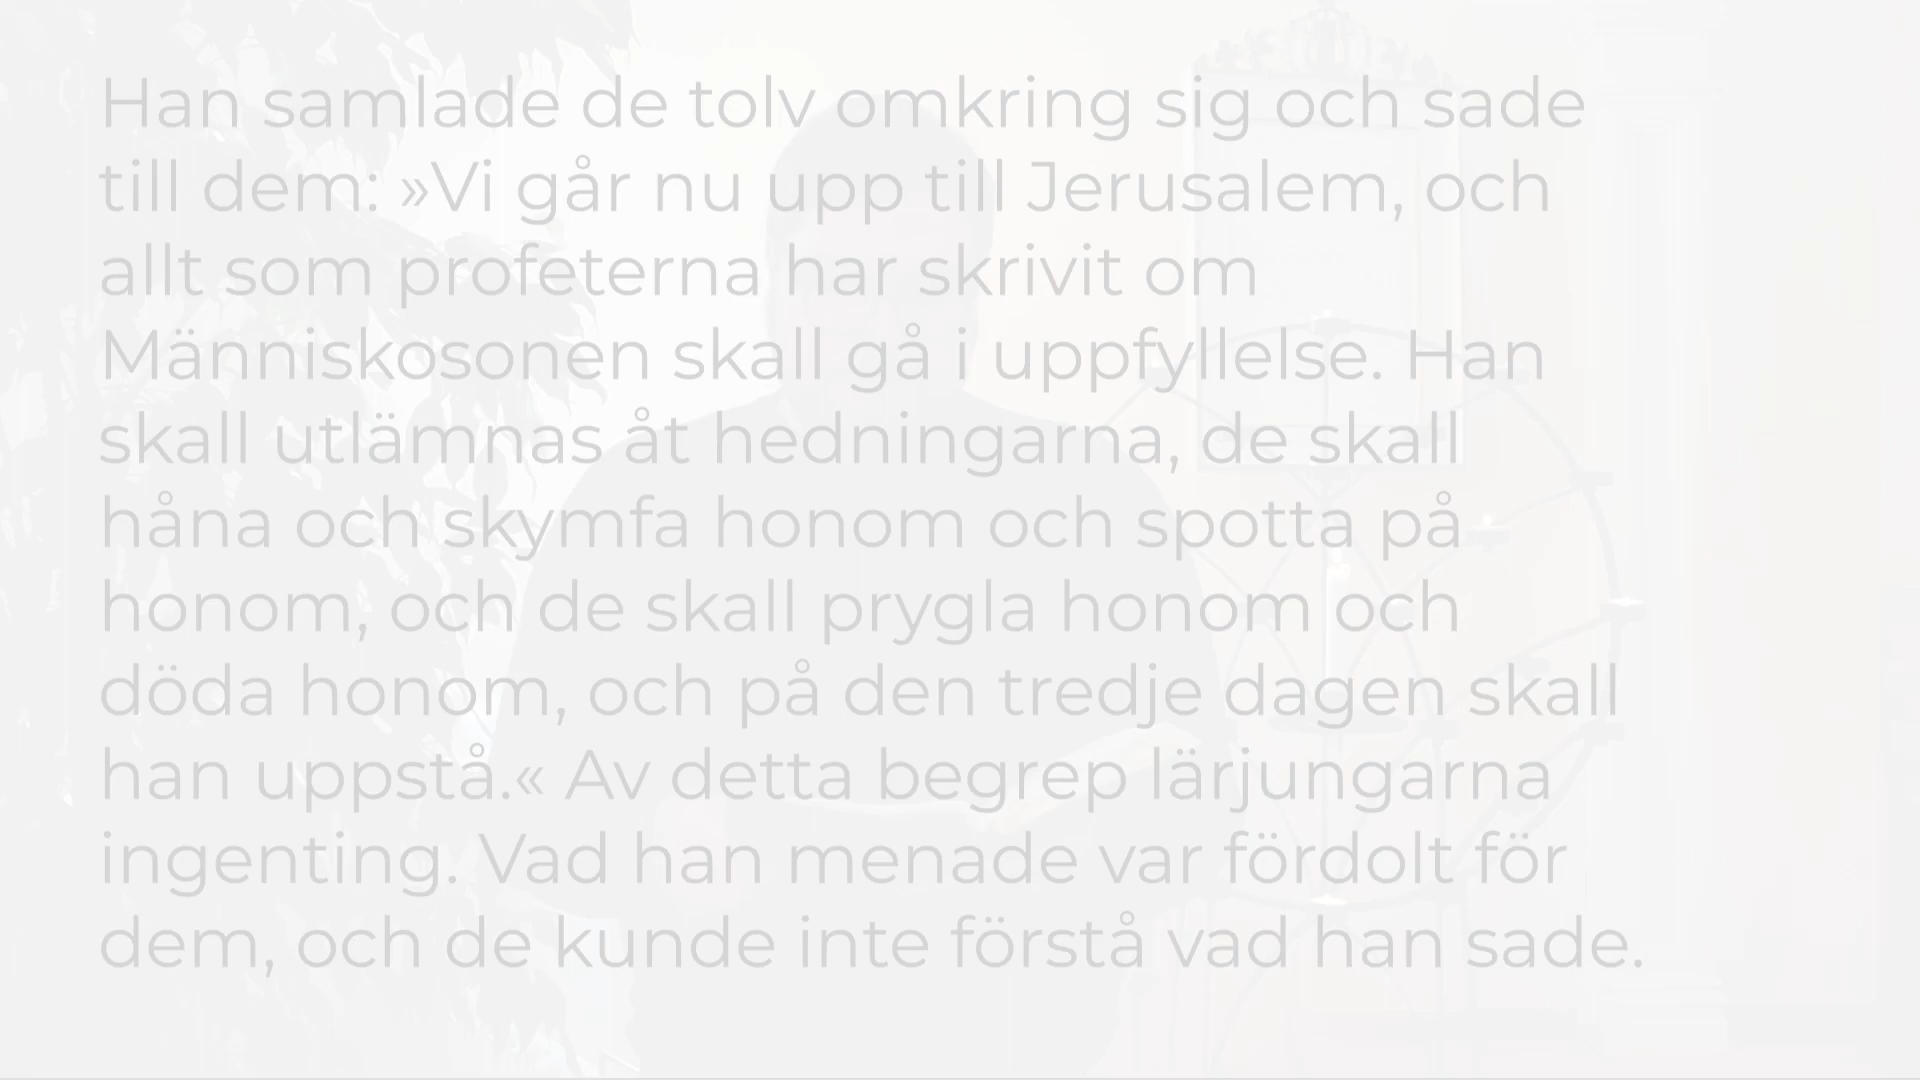 Han samlade de tolv omkring sig och sade
till dem: »Vi går nu upp till Jerusalem, och
allt som profeterna har skrivit om
Människosonen skall gå i uppfyllelse. Han
skall utlämnas åt hedningarna, de skall
håna och skymfa honom och spotta på
honom, och de skall prygla honom och
döda honom, och på den tredje dagen skall
han uppstå.« Av detta begrep lärjungarna
ingenting. Vad han menade var fördolt för
dem, och de kunde inte förstå vad han sade.